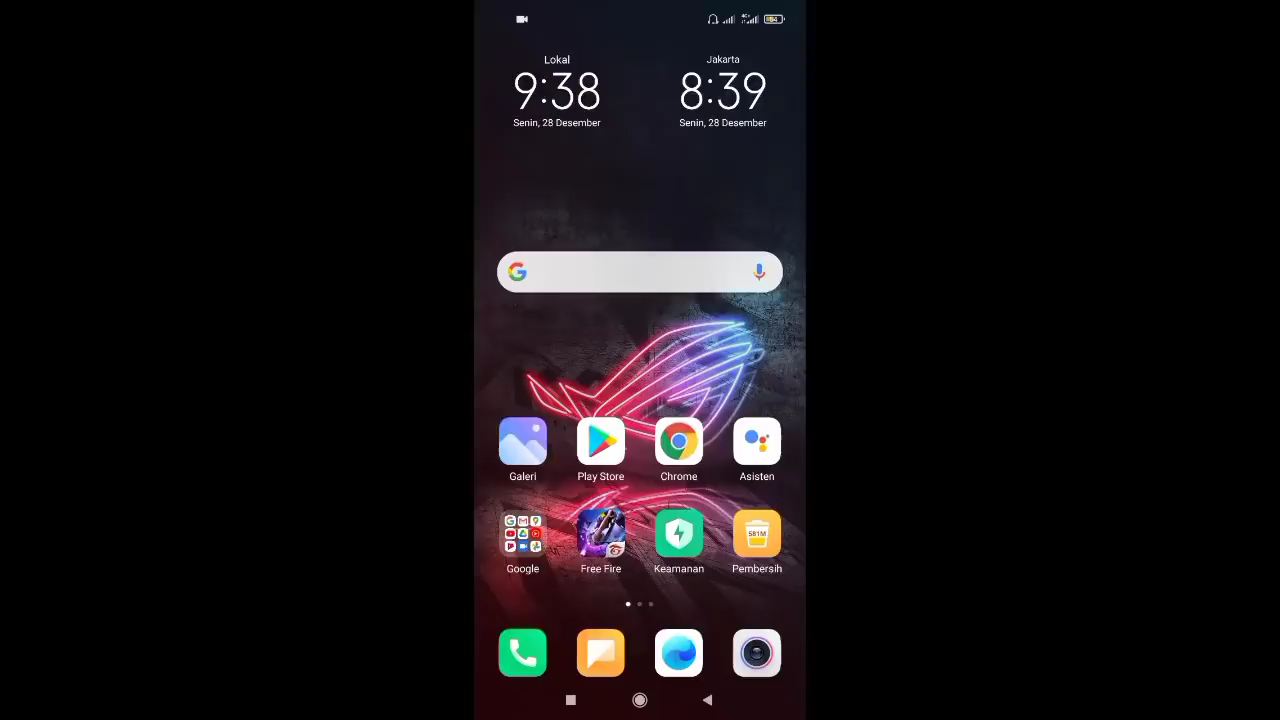 Lokal
Jakarta
9:38
8:39
Senin, 28 Desember
Senin, 28 Desember
Galeri
Play Store
Chrome
Asisten
581M
Google
Free Fire
Keamanan
Pembersih